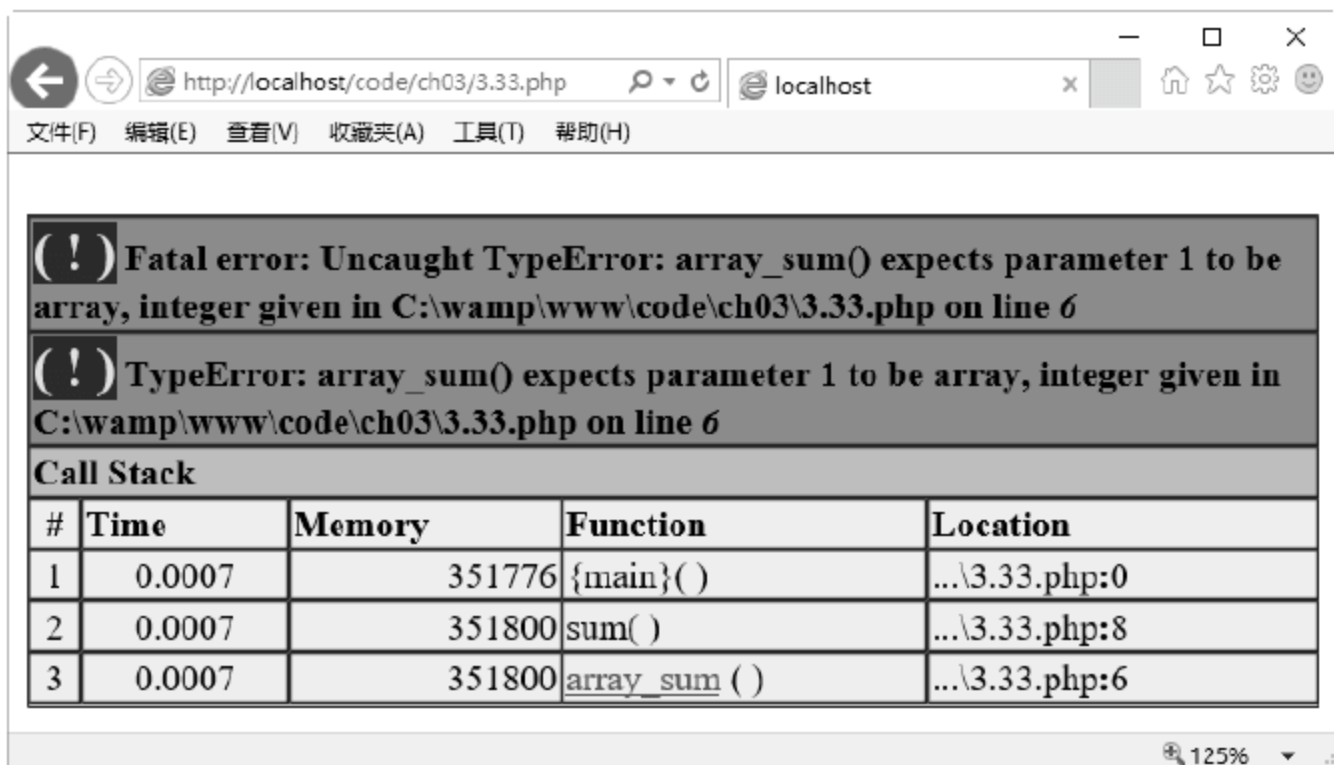 http://localhost/code/ch03/3.33.php
localhost
文件(F) 编辑(E) 查看(V) 收藏夹(A) 工具(T) 帮助(H)
( ! ) Fatal error: Uncaught TypeError: array_sum() expects parameter 1 to be
array, integer given in C:\wamp\www\code\ch03\3.33.php on line 6
( ! ) TypeError: array_sum() expects parameter 1 to be array, integer given in
C:\wamp\www\code\ch03\3.33.php on line 6
Call Stack
# Time Memory Function Location
1 0.0007 351776 {main}( ) ...\3.33.php:0
2 0.0007 351800 sum( ) ...\3.33.php:8
3 0.0007 351800 array_sum ( ) ...\3.33.php:6
125%